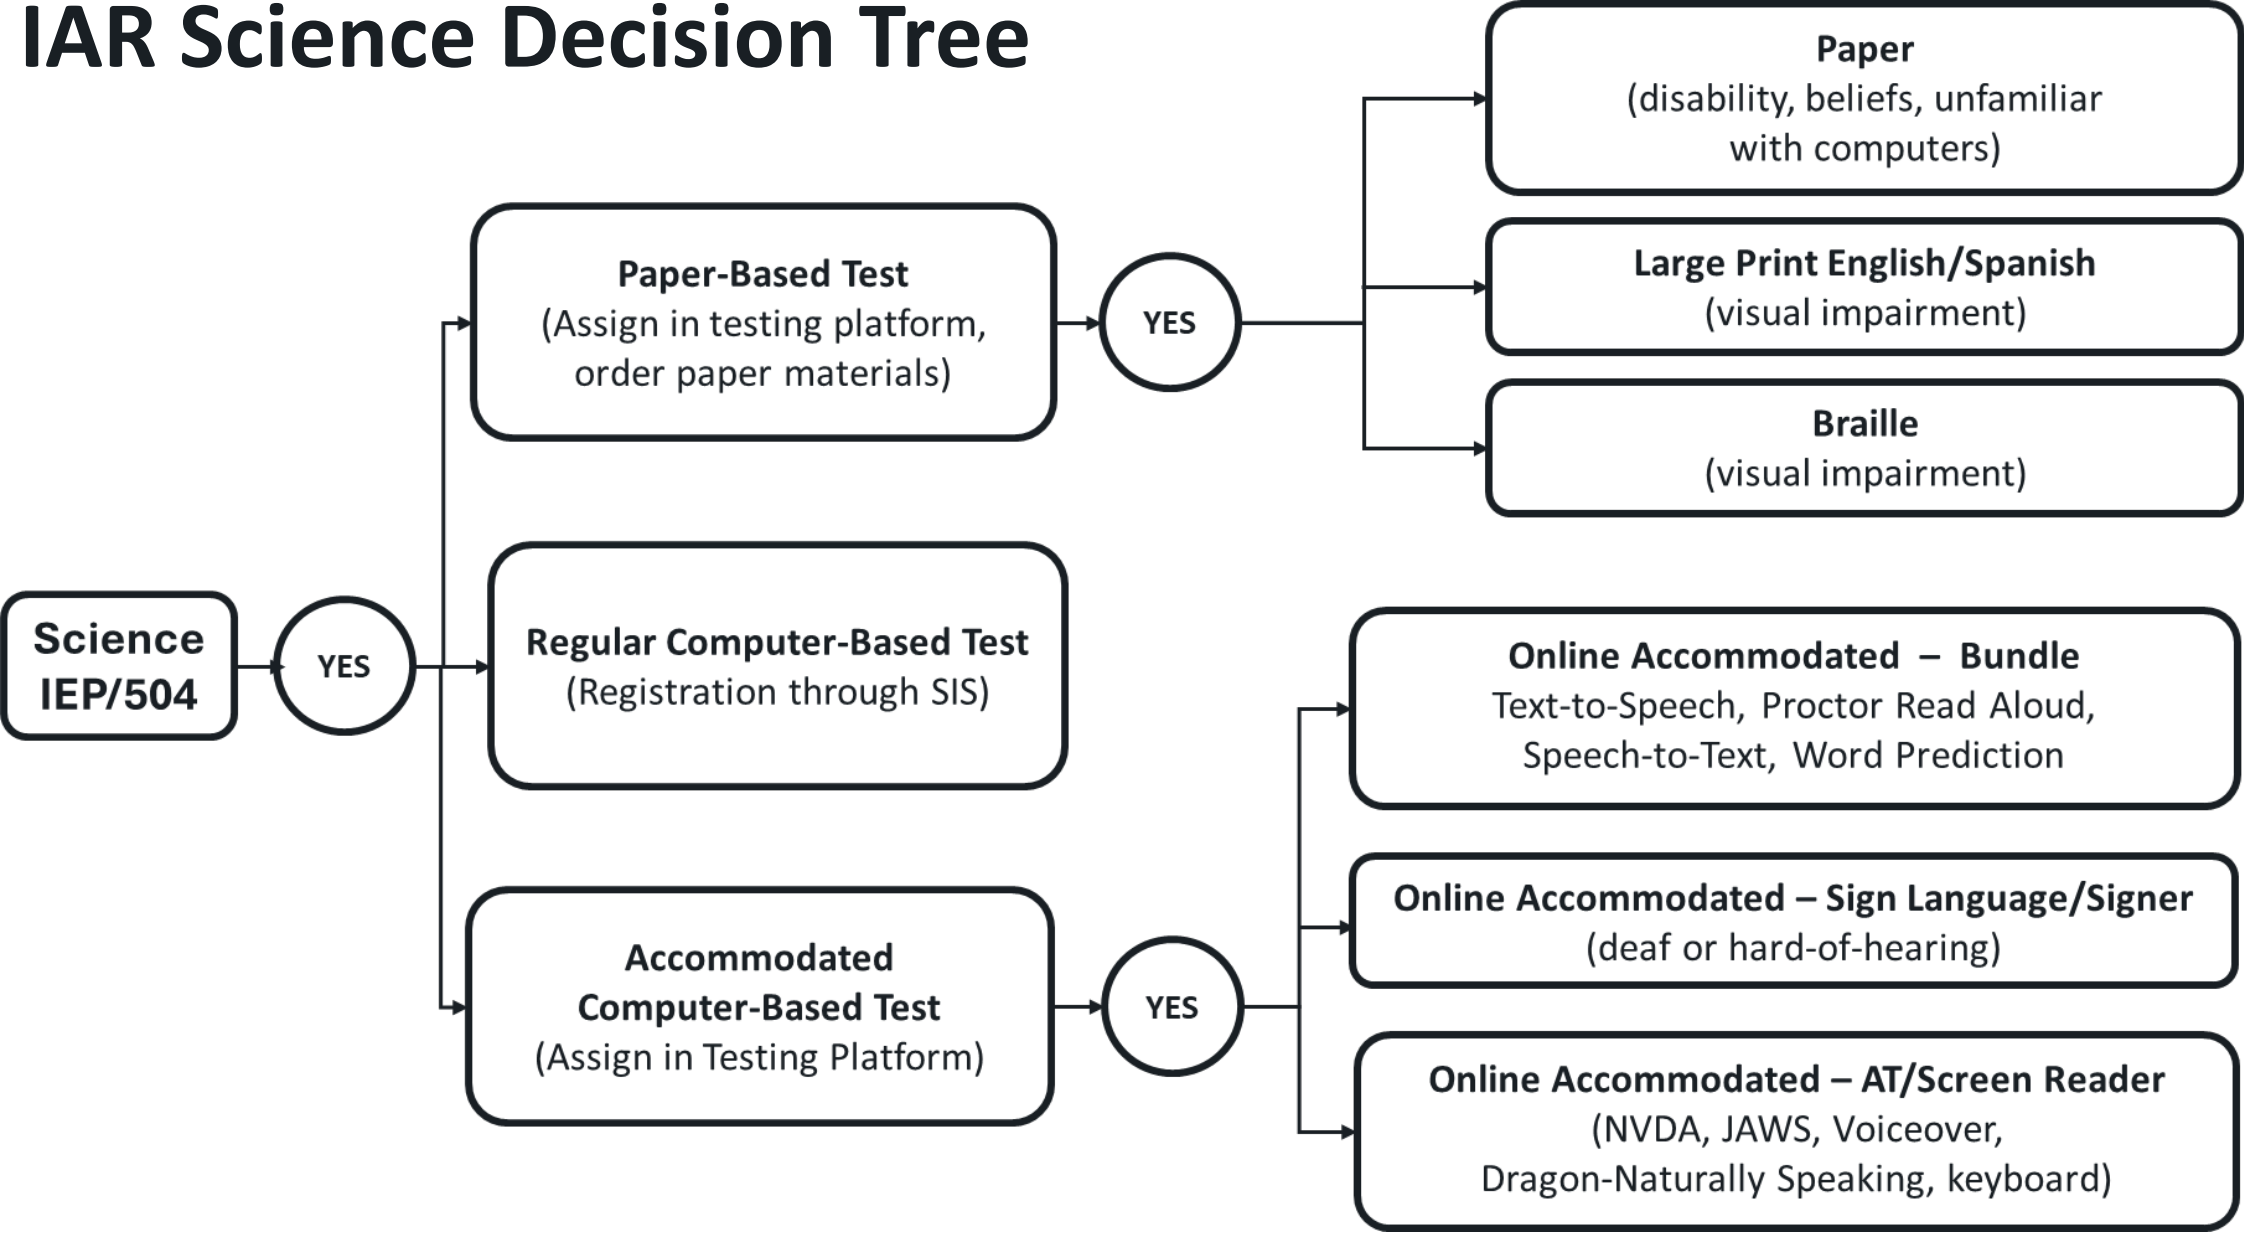 IAR Science Decision Tree
Science
IEP/504
YES
Paper-Based Test
(Assign in testing platform,
order paper materials)
YES
Paper
(disability, beliefs, unfamiliar
with computers)
Large Print English/Spanish
(visual impairment)
Braille
(visual impairment)
Regular Computer-Based Test
(Registration through SIS)
Accommodated
Computer-Based Test
(Assign in Testing Platform)
YES
Online Accommodated – Bundle
Text-to-Speech, Proctor Read Aloud,
Speech-to-Text, Word Prediction
Online Accommodated – Sign Language/Signer
(deaf or hard-of-hearing)
Online Accommodated – AT/Screen Reader
(NVDA, JAWS, Voiceover,
Dragon-Naturally Speaking, keyboard)